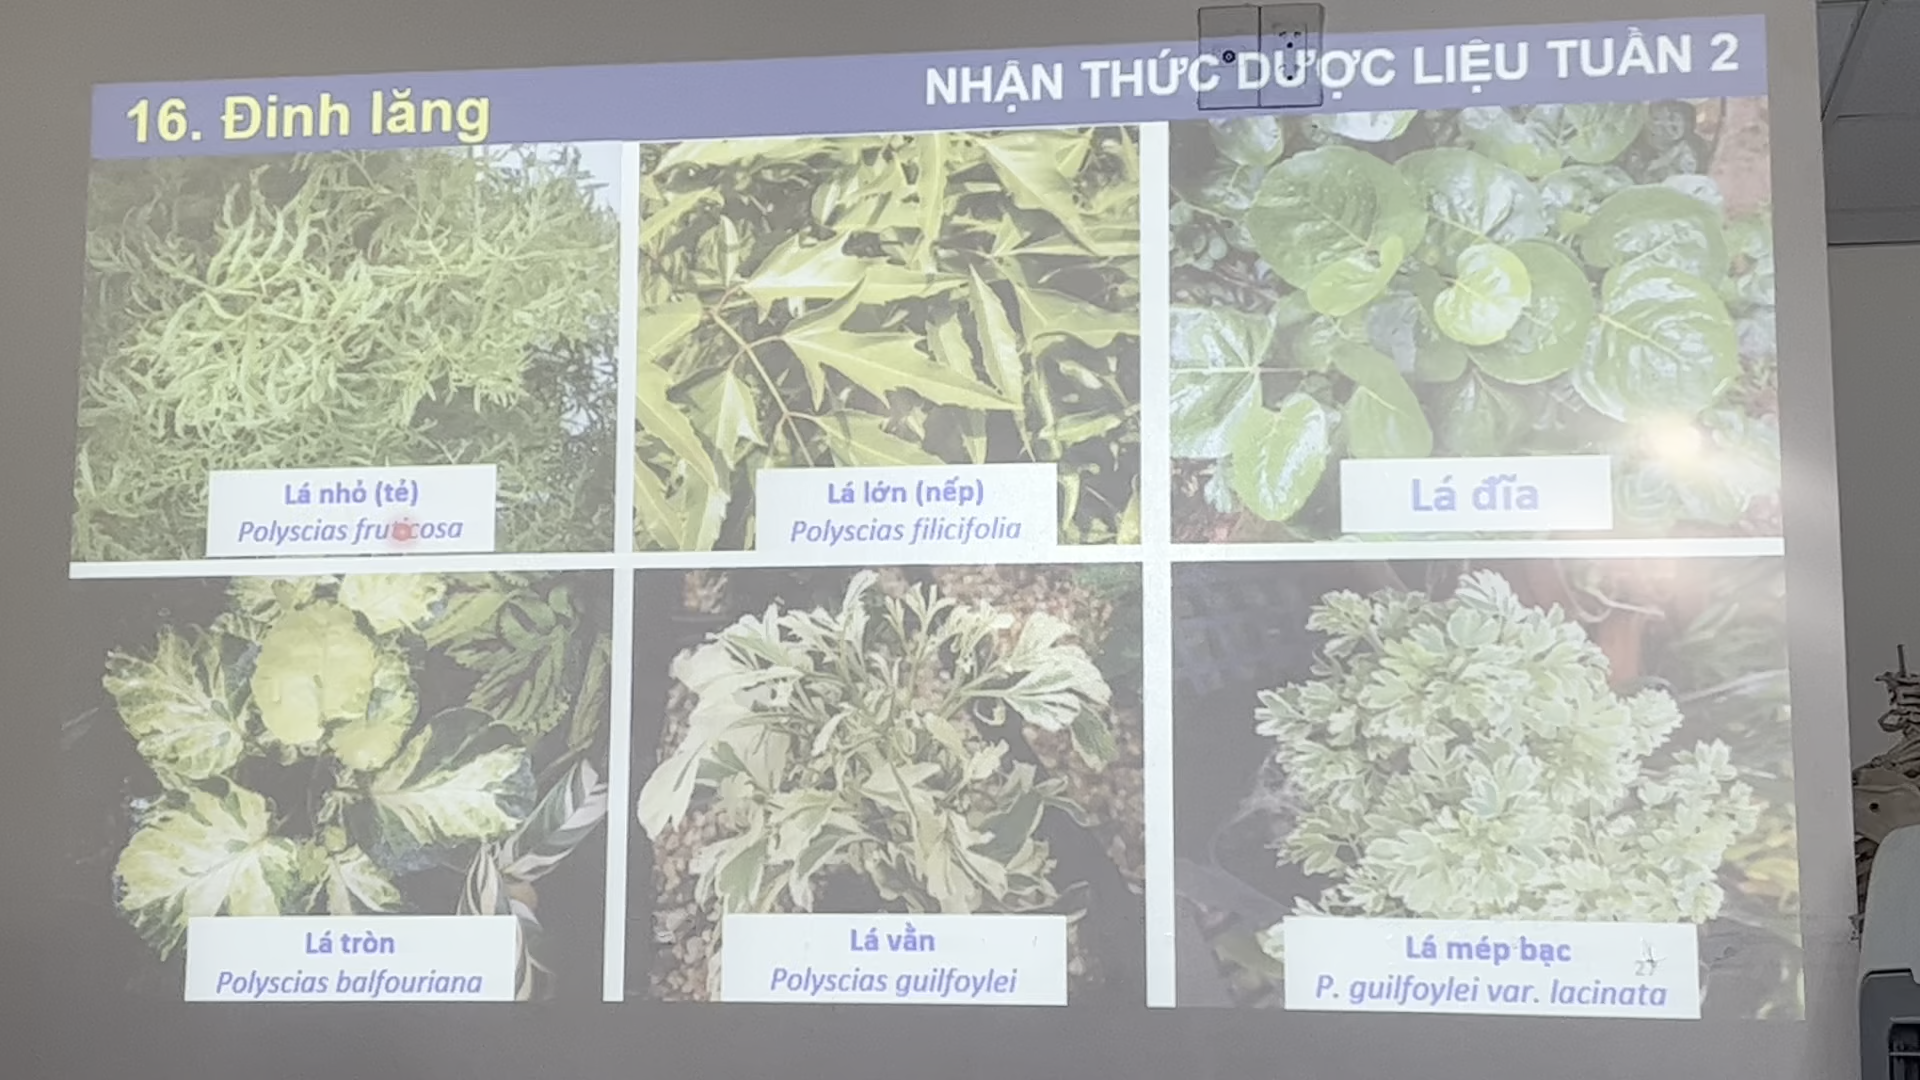 16. Đinh lăng
NHẬN THỨC DƯỢC LIỆU TUẦN 2
Lá nhỏ (tẻ)
Polyscias fruticosa
Lá lớn (nếp)
Polyscias filicifolia
Lá đĩa
Lá tròn
Polyscias balfouriana
Lá vằn
Polyscias guilfoylei
Lá mép bạc
P. guilfoylei var. lacinata
27